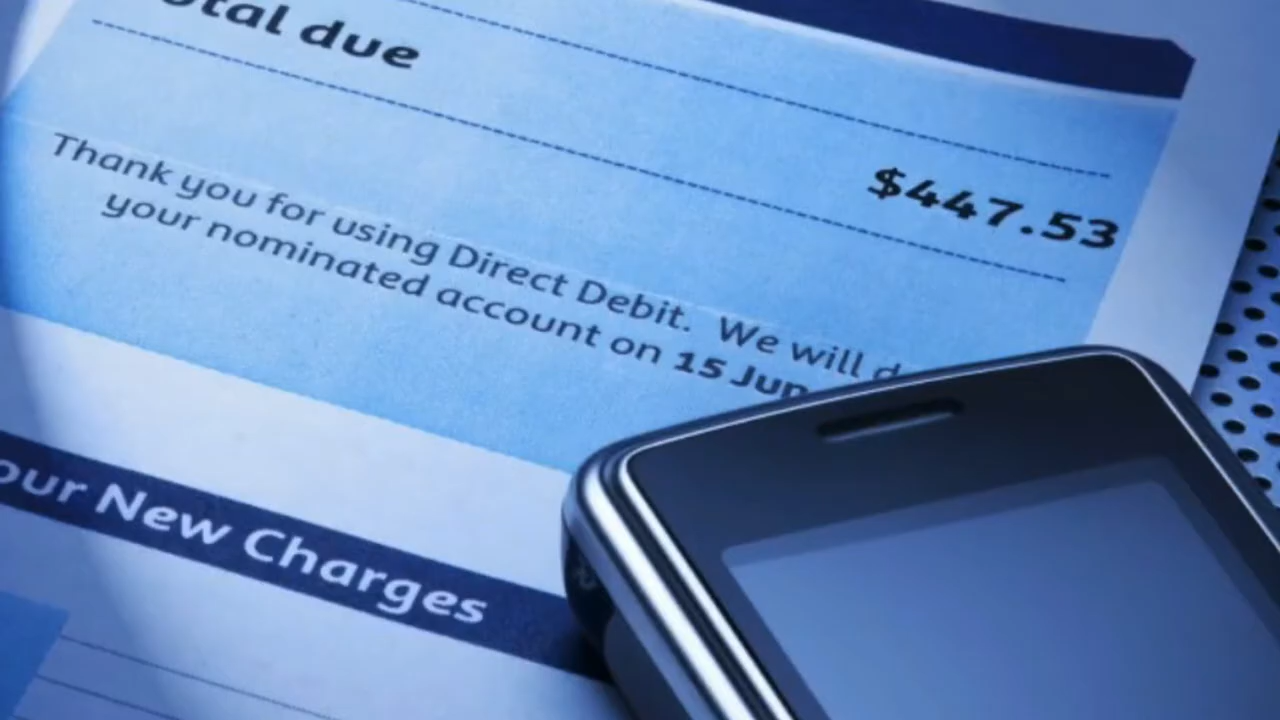 otal due
$447.53
Thank you for using Direct Debit. We will d
your nominated account on 15 Jun
our New Charges